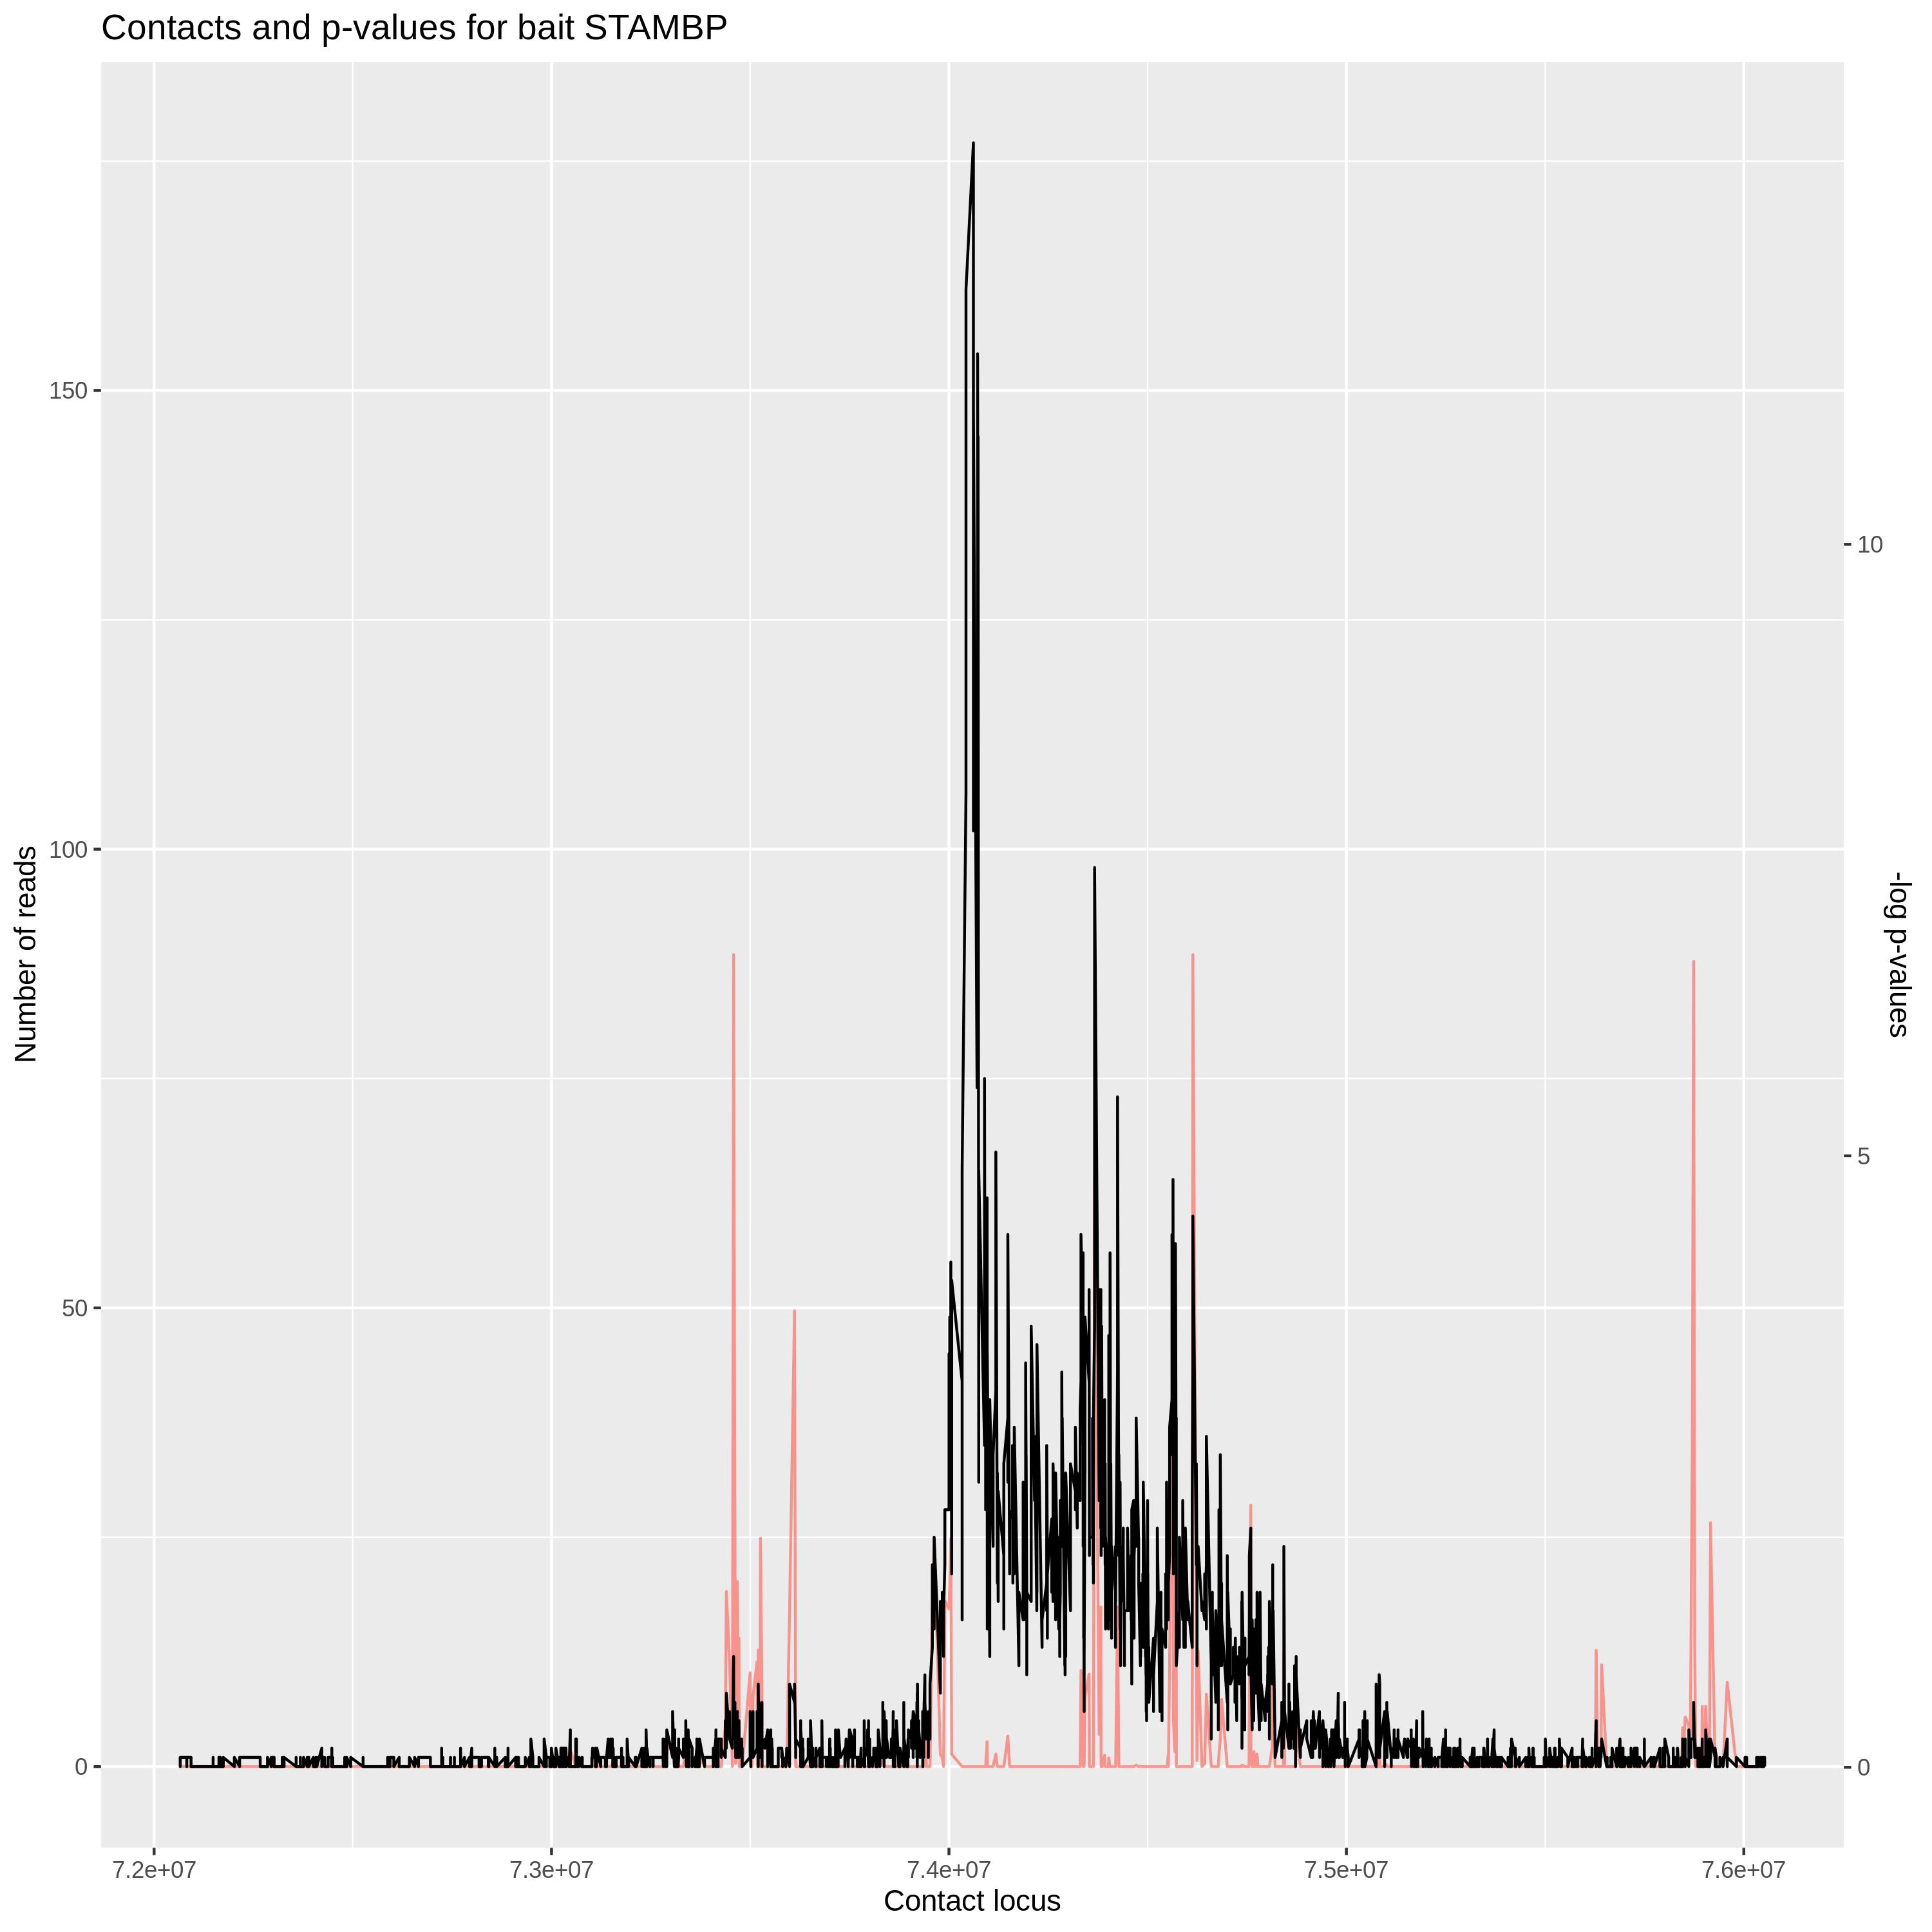 Contacts and p-values for bait STAMBP
150
100
50
0
Number of reads
10
5
0
-log p-values
7.2e+07 7.3e+07 7.4e+07 7.5e+07 7.6e+07
Contact locus